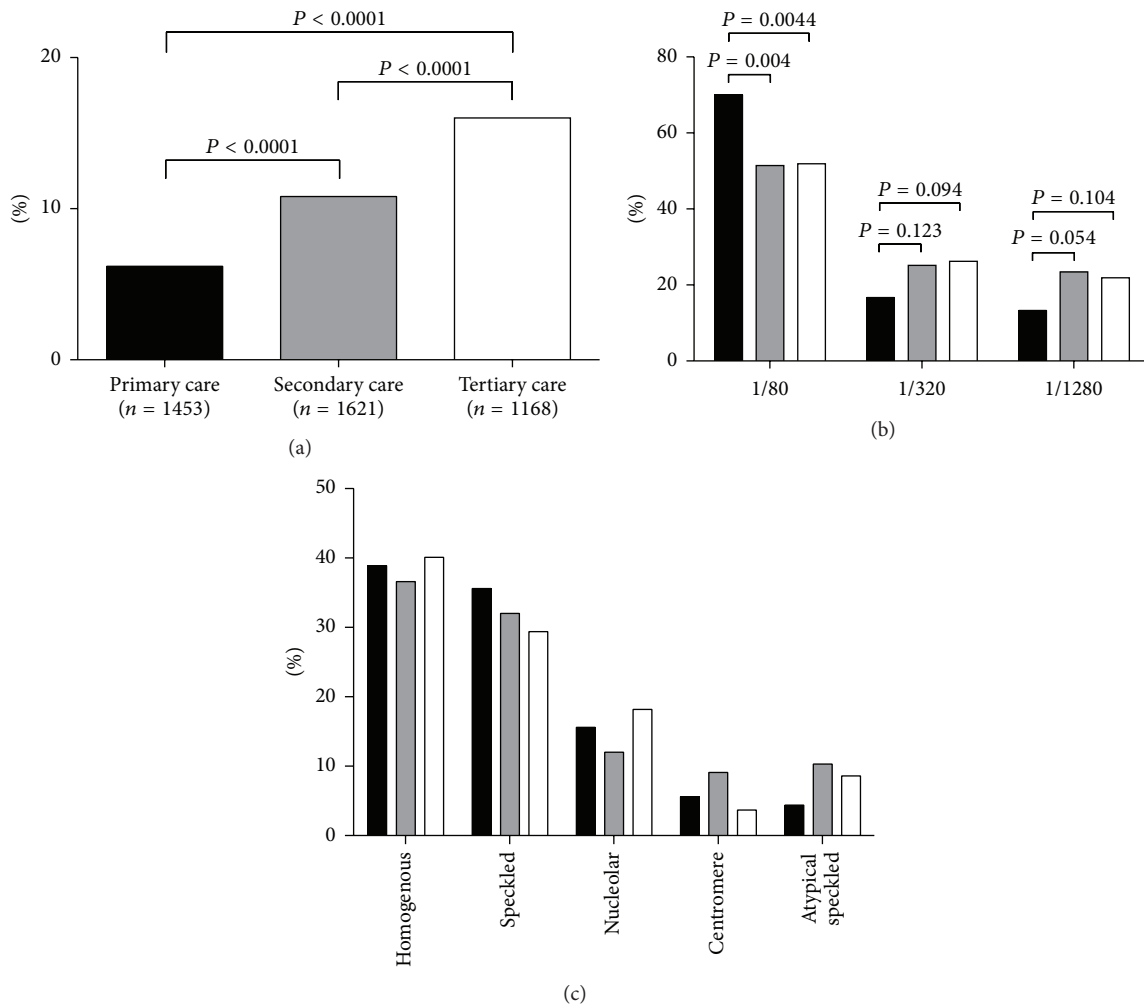 P < 0.0001
P < 0.0001
P < 0.0001
20
10
0
(%)
Primary care
(n = 1453)
Secondary care
(n = 1621)
Tertiary care
(n = 1168)
(a)
P = 0.0044
P = 0.004
P = 0.094
P = 0.123
P = 0.104
P = 0.054
80
60
40
20
0
(%)
1/80
1/320
1/1280
(b)
50
40
30
20
10
0
(%)
Homogenous
Speckled
Nucleolar
Centromere
Atypical
speckled
(c)